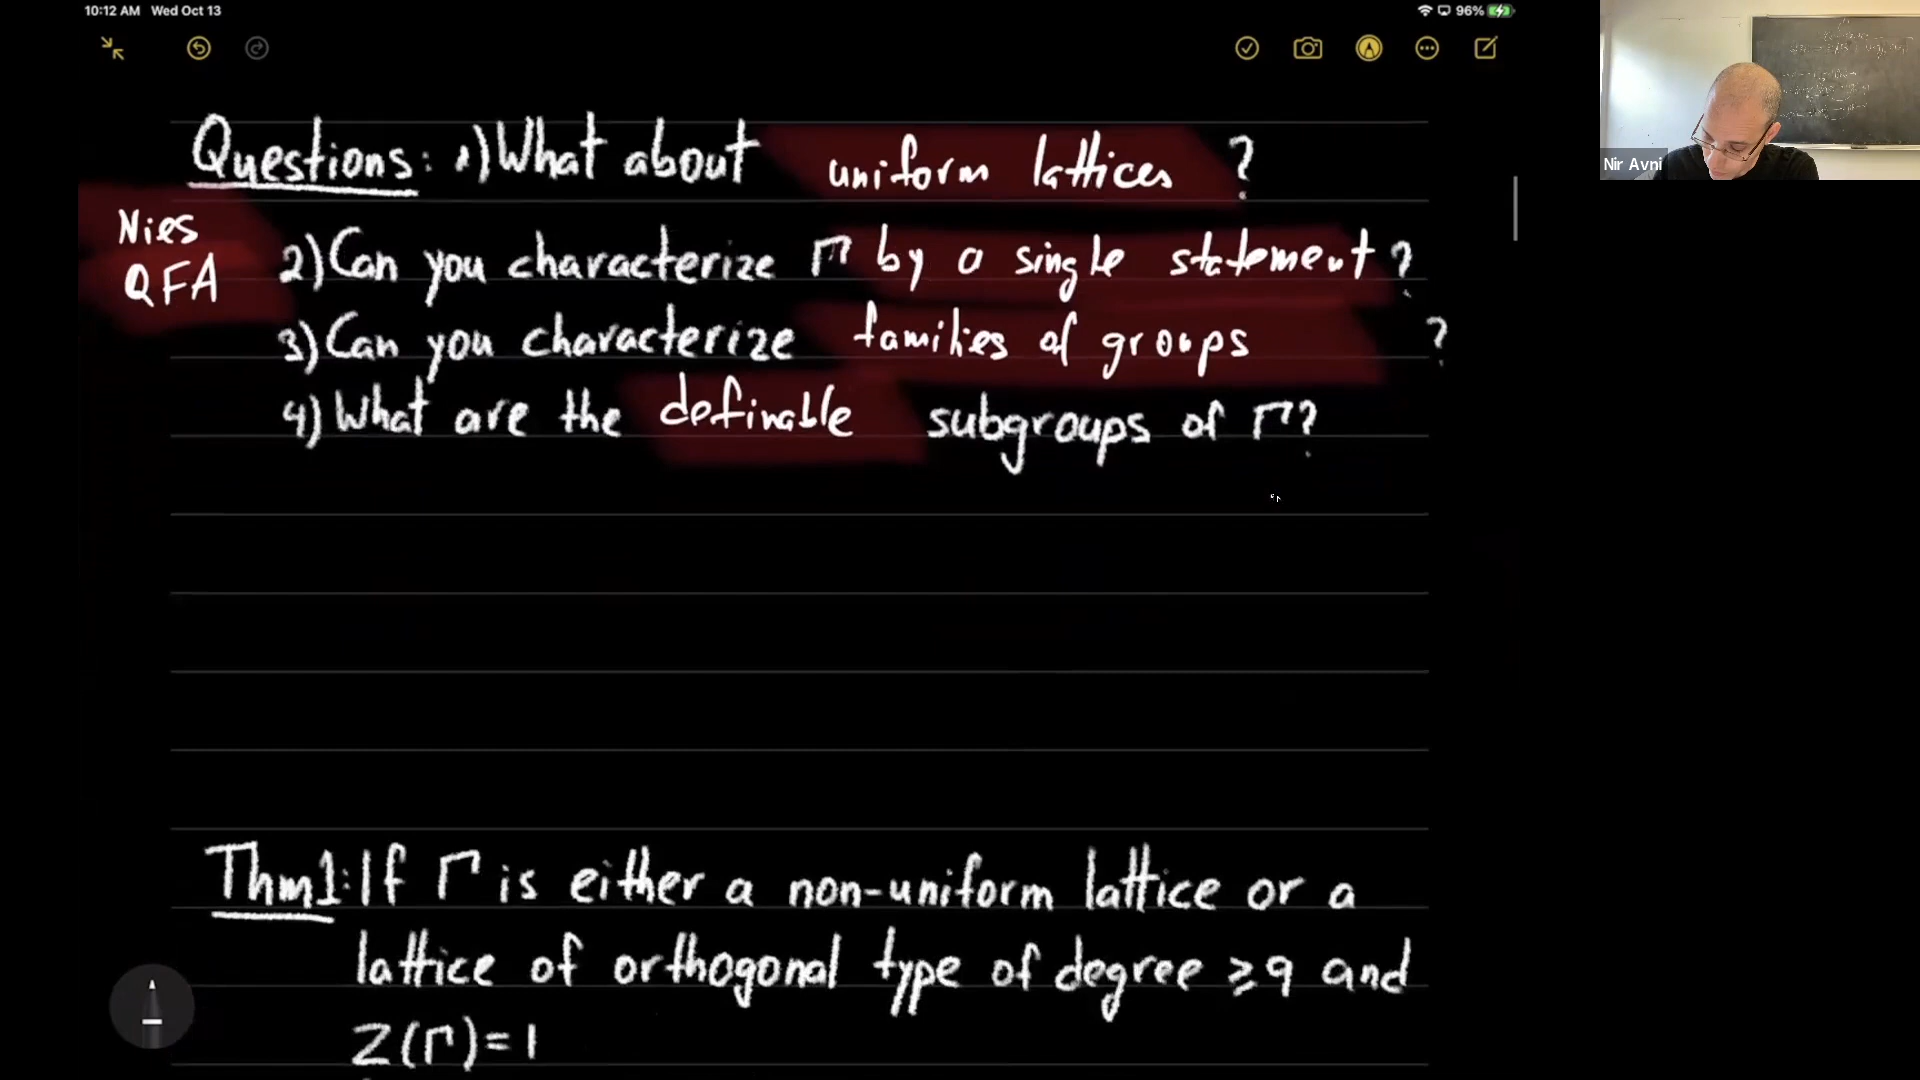 10:12 AM Wed Oct 13
96%
Questions: 1) What about uniform lattices ?
Nies
QFA
2) Can you characterize Γ by a single statement ?
3) Can you characterize families of groups ?
4) What are the definable subgroups of Γ?
Thm1: If Γ is either a non-uniform lattice or a
lattice of orthogonal type of degree ≥9 and
Z(Γ)=1
Nir Avni